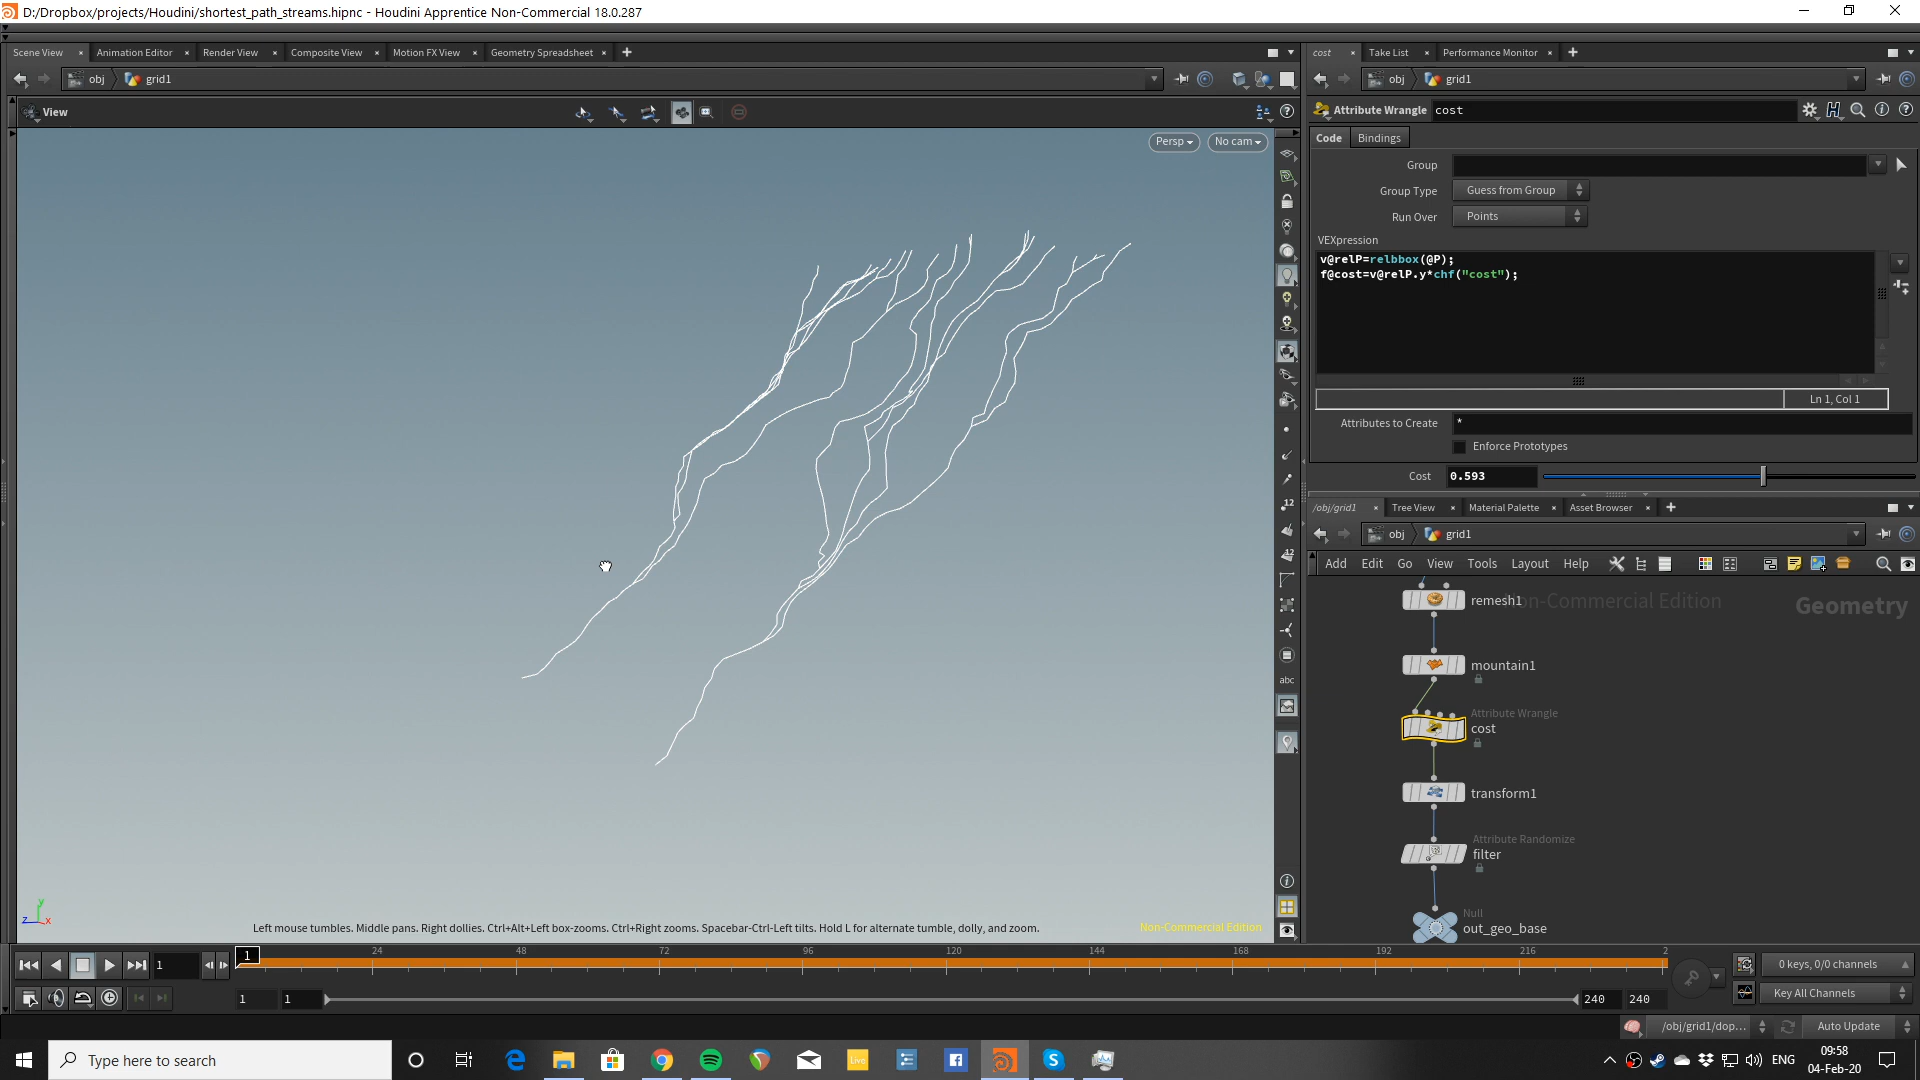 D:/Dropbox/projects/Houdini/shortest_path_streams.hipnc - Houdini Apprentice Non-Commercial 18.0.287
Scene View × Animation Editor × Render View × Composite View × Motion FX View × Geometry Spreadsheet × +
obj grid1
View
Persp No cam
12
12
abc
z y x
Left mouse tumbles. Middle pans. Right dollies. Ctrl+Alt+Left box-zooms. Ctrl+Right zooms. Spacebar-Ctrl-Left tilts. Hold L for alternate tumble, dolly, and zoom.
Non-Commercial Edition
cost × Take List × Performance Monitor × +
obj grid1
Attribute Wrangle cost
Code Bindings
Group
Group Type Guess from Group
Run Over Points
VEXpression
v@relP=relbbox(@P);
f@cost=v@relP.y*chf("cost");
Ln 1, Col 1
Attributes to Create *
Enforce Prototypes
Cost 0.593
/obj/grid1 × Tree View × Material Palette × Asset Browser × +
obj grid1
Add Edit Go View Tools Layout Help
Non-Commercial Edition
Geometry
remesh1
mountain1
Attribute Wrangle
cost
transform1
Attribute Randomize
filter
Null
out_geo_base
1 1 24 48 72 96 120 144 168 192 216 2
0 keys, 0/0 channels
1 1 240 240
Key All Channels
/obj/grid1/dop... Auto Update
Type here to search
Live
ENG
09:58
04-Feb-20